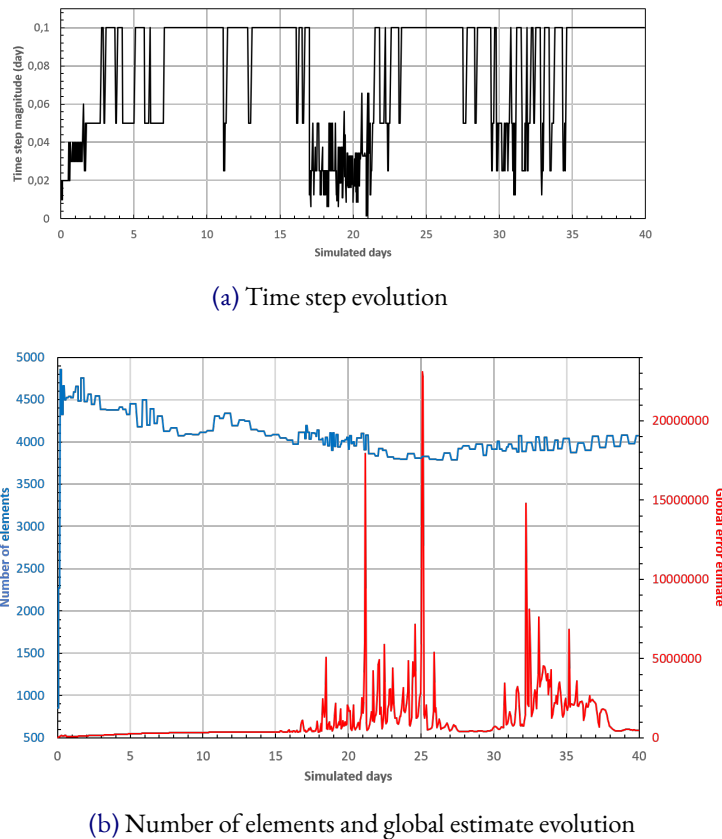 0,1
0,08
0,06
0,04
0,02
0
Time step magnitude (day)
0 5 10 15 20 25 30 35 40
Simulated days
(a) Time step evolution
5000
4500
4000
3500
3000
2500
2000
1500
1000
500
Number of elements
20000000
15000000
10000000
5000000
0
Global error etimate
0 5 10 15 20 25 30 35 40
Simulated days
(b) Number of elements and global estimate evolution